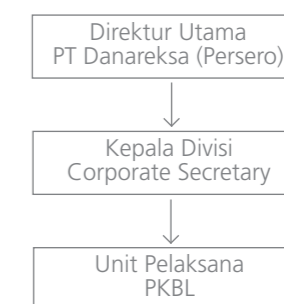 Direktur Utama
PT Danareksa (Persero)
Kepala Divisi
Corporate Secretary
Unit Pelaksana
PKBL